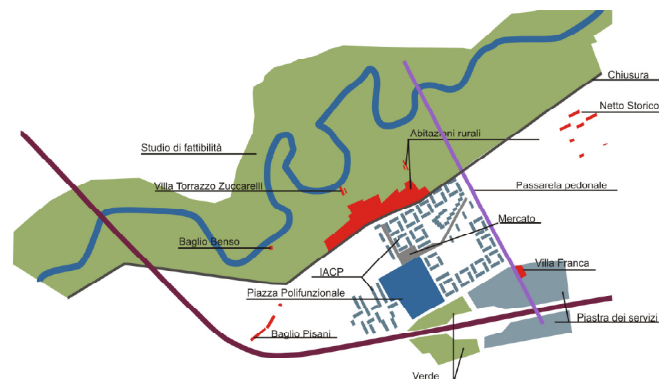 Chiusura
Netto Storico
Abitazioni rurali
Studio di fattibilità
Villa Torrazzo Zuccarelli
Passarela pedonale
Mercato
Baglio Benso
IACP
Villa Franca
Piazza Polifunzionale
Piastra dei servizi
Baglio Pisani
Verde